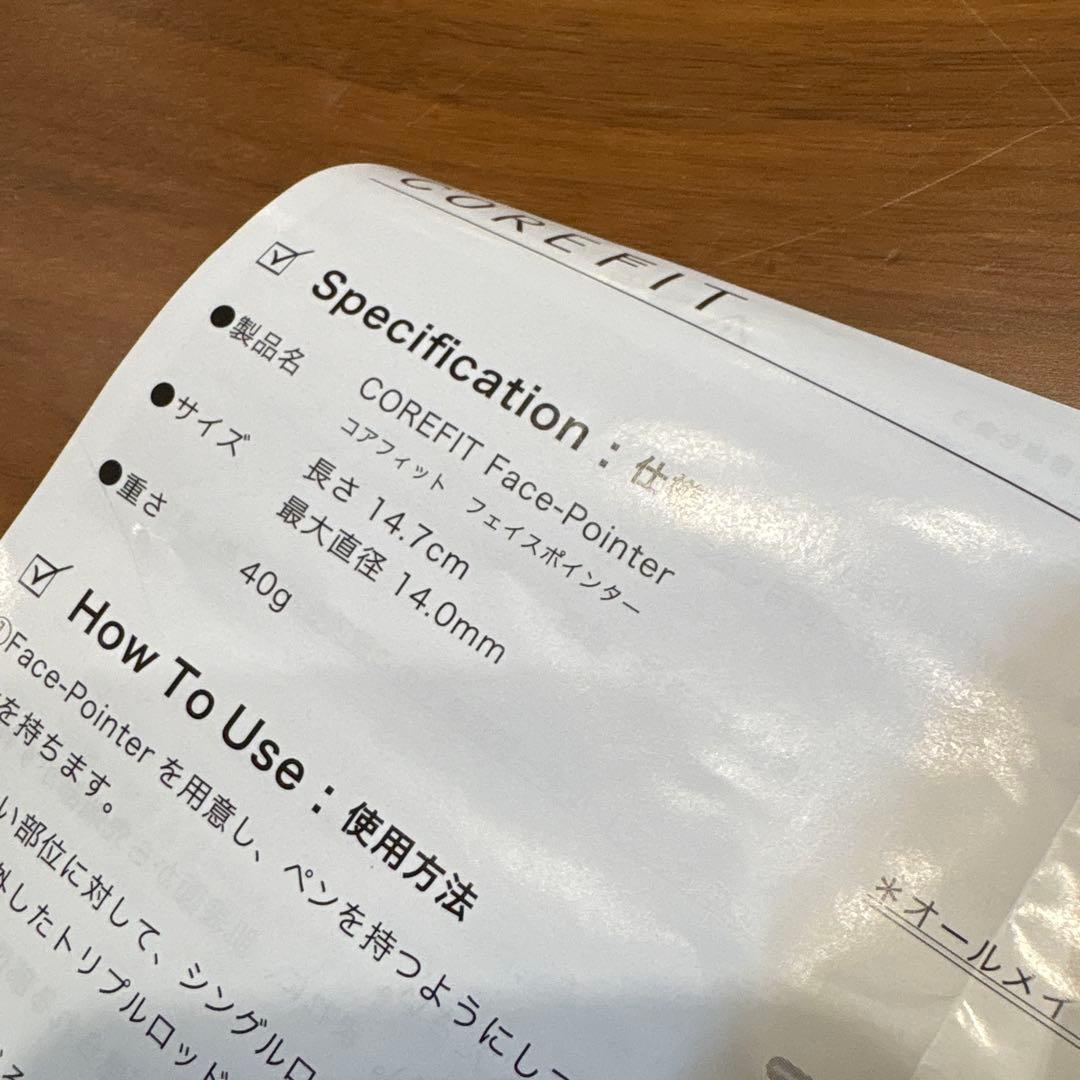 COREFIT
Specification：仕様
●製品名 COREFIT Face-Pointer
コアフィット フェイスポインター
●サイズ 長さ 14.7cm
最大直径 14.0mm
●重さ 40g
How To Use：使用方法
①Face-Pointer を用意し、ペンを持つようにして
を持ちます。
い部位に対して、シングルロ
外したトリプルロッド
＊オールメイ